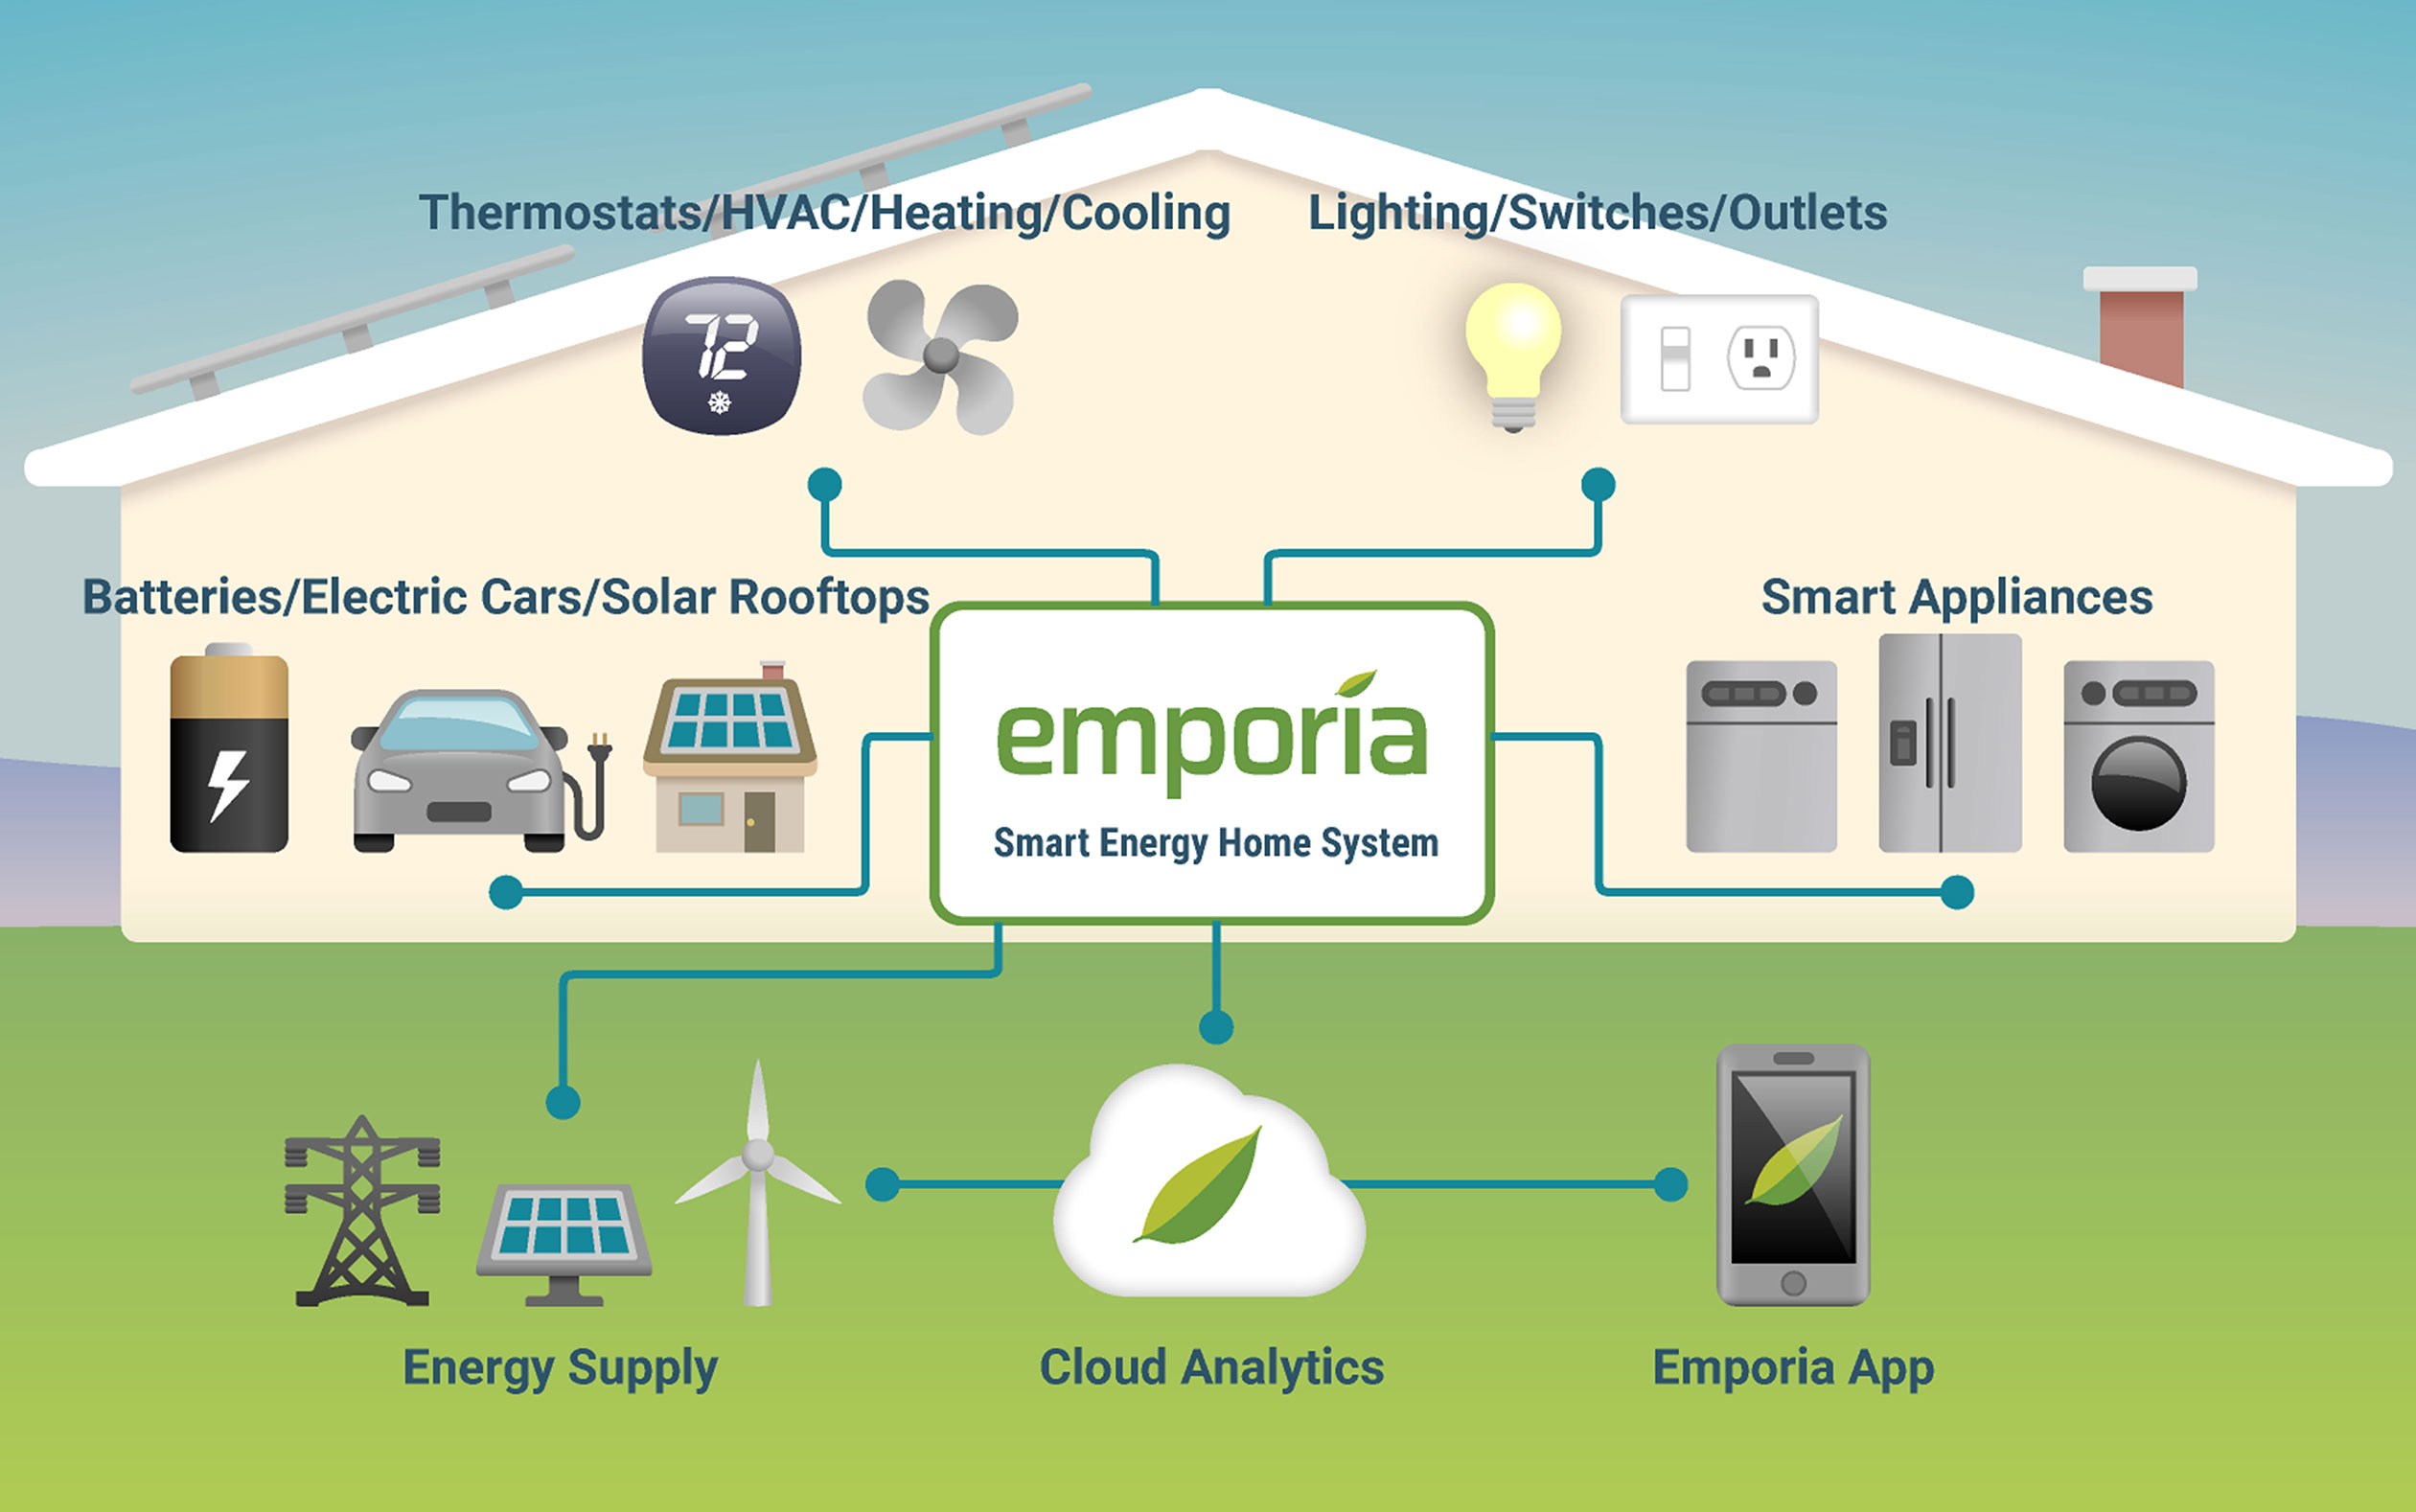 Thermostats/HVAC/Heating/Cooling
Lighting/Switches/Outlets
72
Batteries/Electric Cars/Solar Rooftops
Smart Appliances
emporia
Smart Energy Home System
Energy Supply
Cloud Analytics
Emporia App